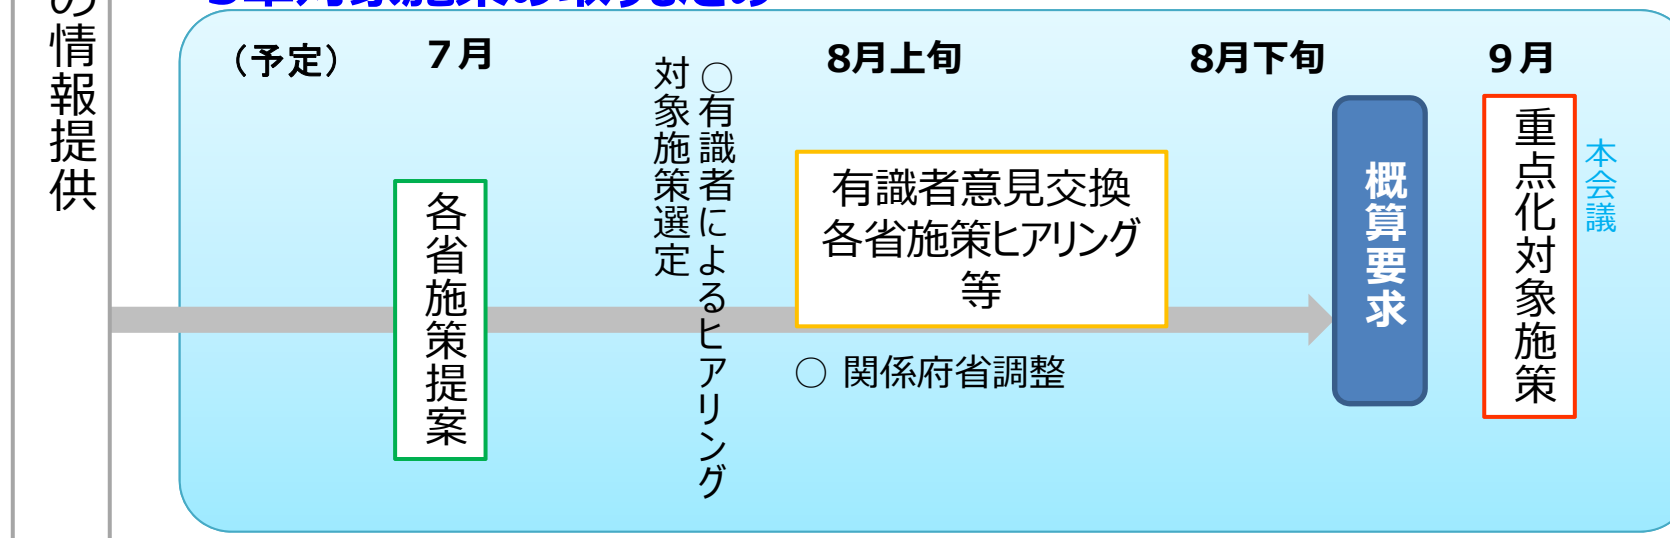 の情報提供
(予定)
7月
8月上旬
8月下旬
9月
各省施策提案
○有識者によるヒアリング
対象施策選定
有識者意見交換
各省施策ヒアリング
等
○ 関係府省調整
概算要求
重点化対象施策
本会議